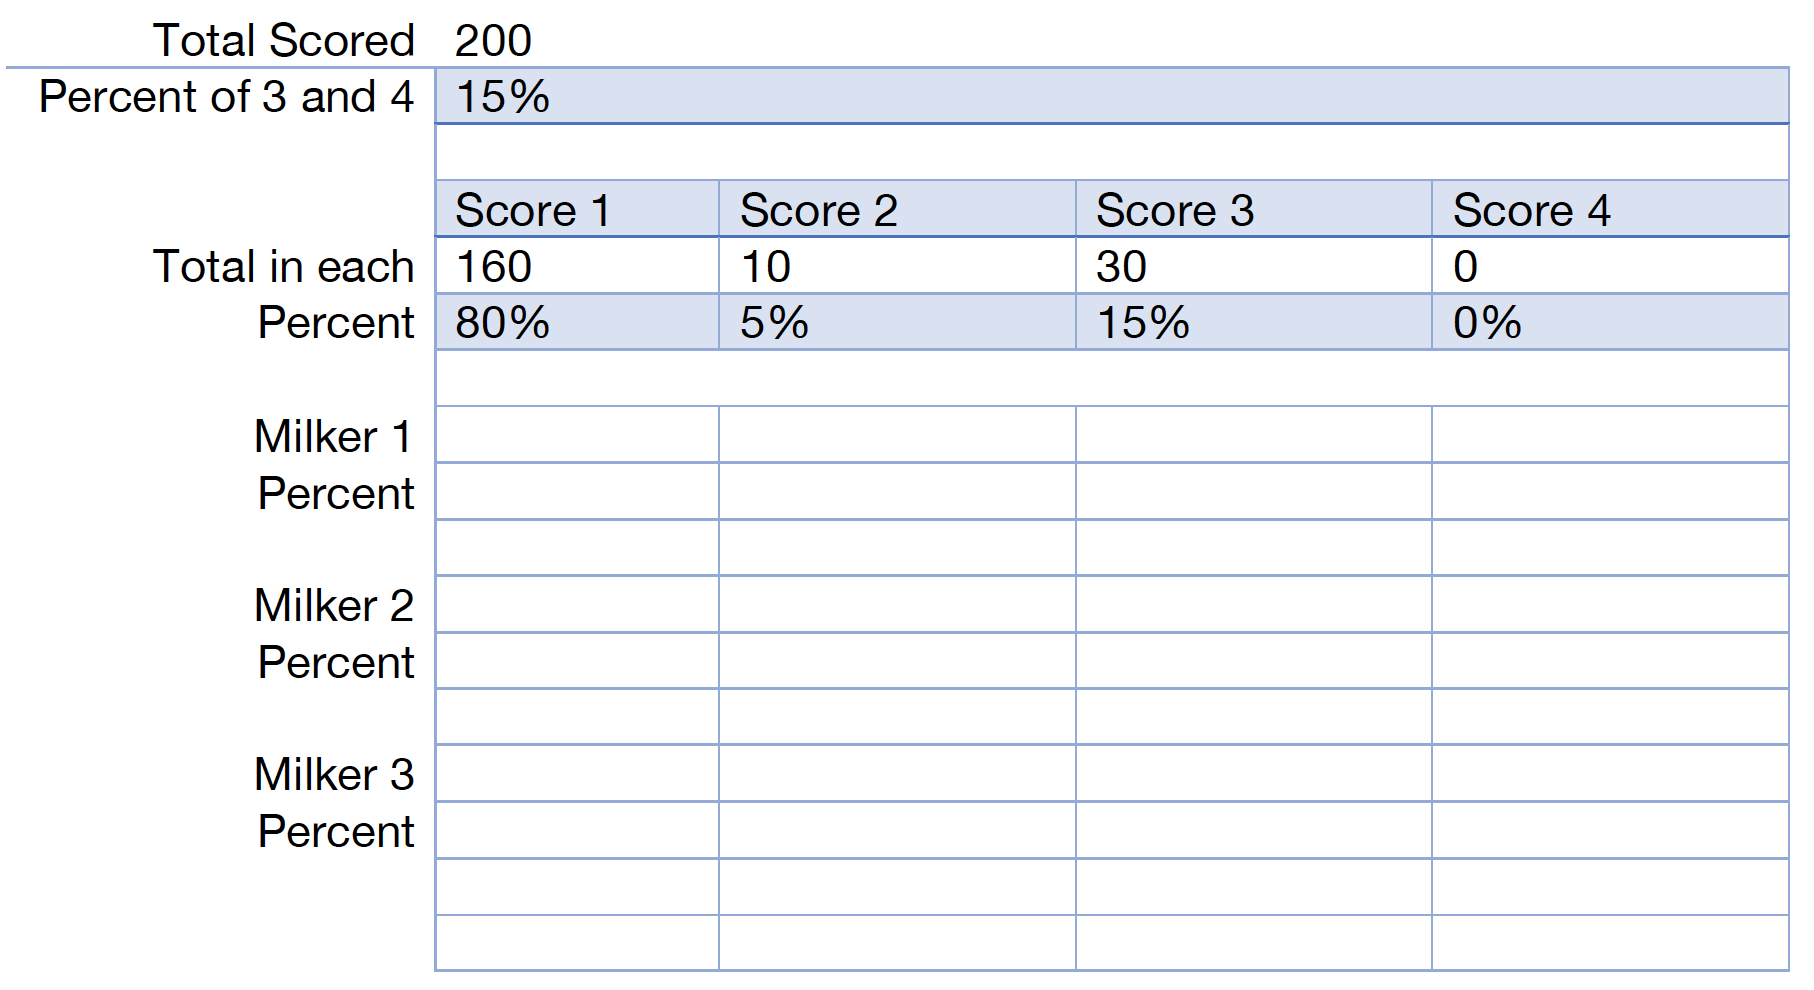 Total Scored 200
Percent of 3 and 4 15%
Score 1 Score 2 Score 3 Score 4
Total in each 160 10 30 0
Percent 80% 5% 15% 0%
Milker 1
Percent
Milker 2
Percent
Milker 3
Percent